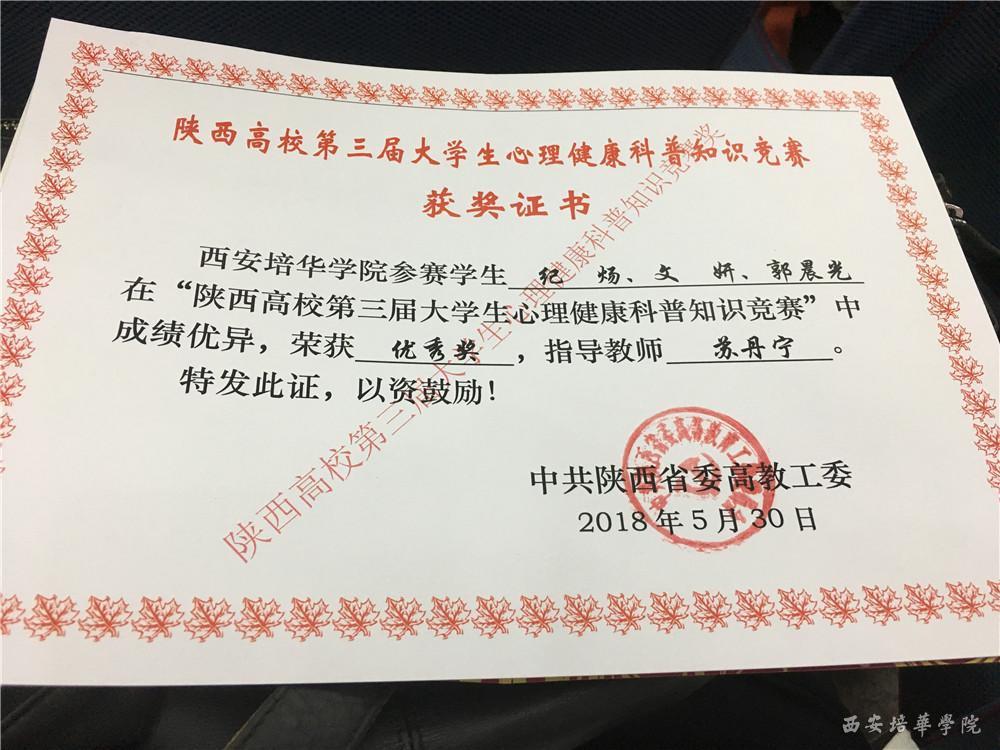 陕西高校第三届大学生心理健康科普知识竞赛
获奖证书
西安培华学院参赛学生 纪 炀、文 妍、郭晨光
在“陕西高校第三届大学生心理健康科普知识竞赛”中
成绩优异，荣获 优秀奖 ，指导教师 苏丹宁 。
特发此证，以资鼓励！
中共陕西省委高教工委
2018年5月30日
陕西高校第三届大学生心理健康科普知识竞赛奖
西安培華學院